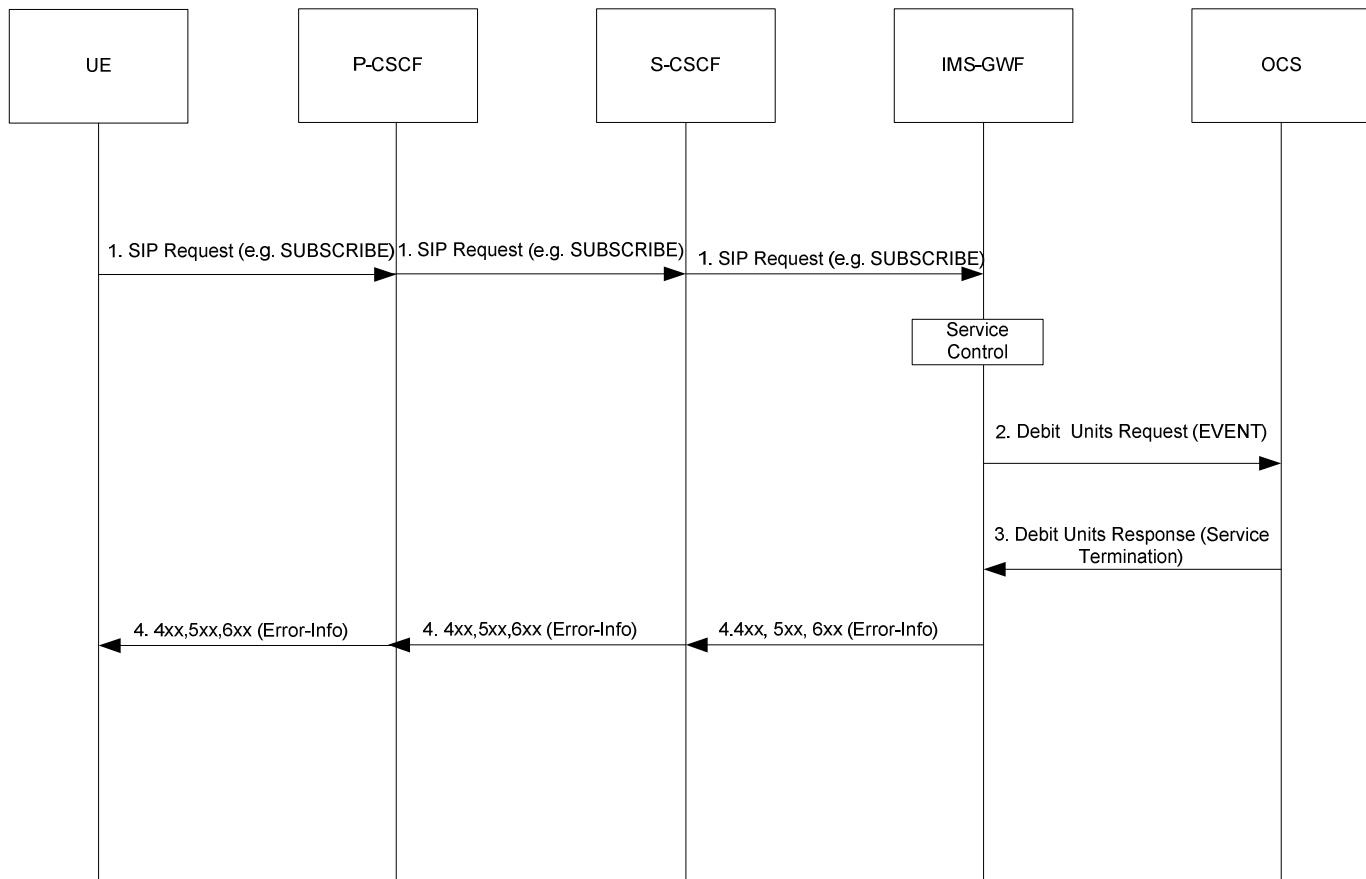 UE
P-CSCF
S-CSCF
IMS-GWF
OCS
1. SIP Request (e.g. SUBSCRIBE)
1. SIP Request (e.g. SUBSCRIBE)
1. SIP Request (e.g. SUBSCRIBE)
Service
Control
2. Debit Units Request (EVENT)
3. Debit Units Response (Service
Termination)
4. 4xx,5xx,6xx (Error-Info)
4. 4xx,5xx,6xx (Error-Info)
4.4xx, 5xx, 6xx (Error-Info)